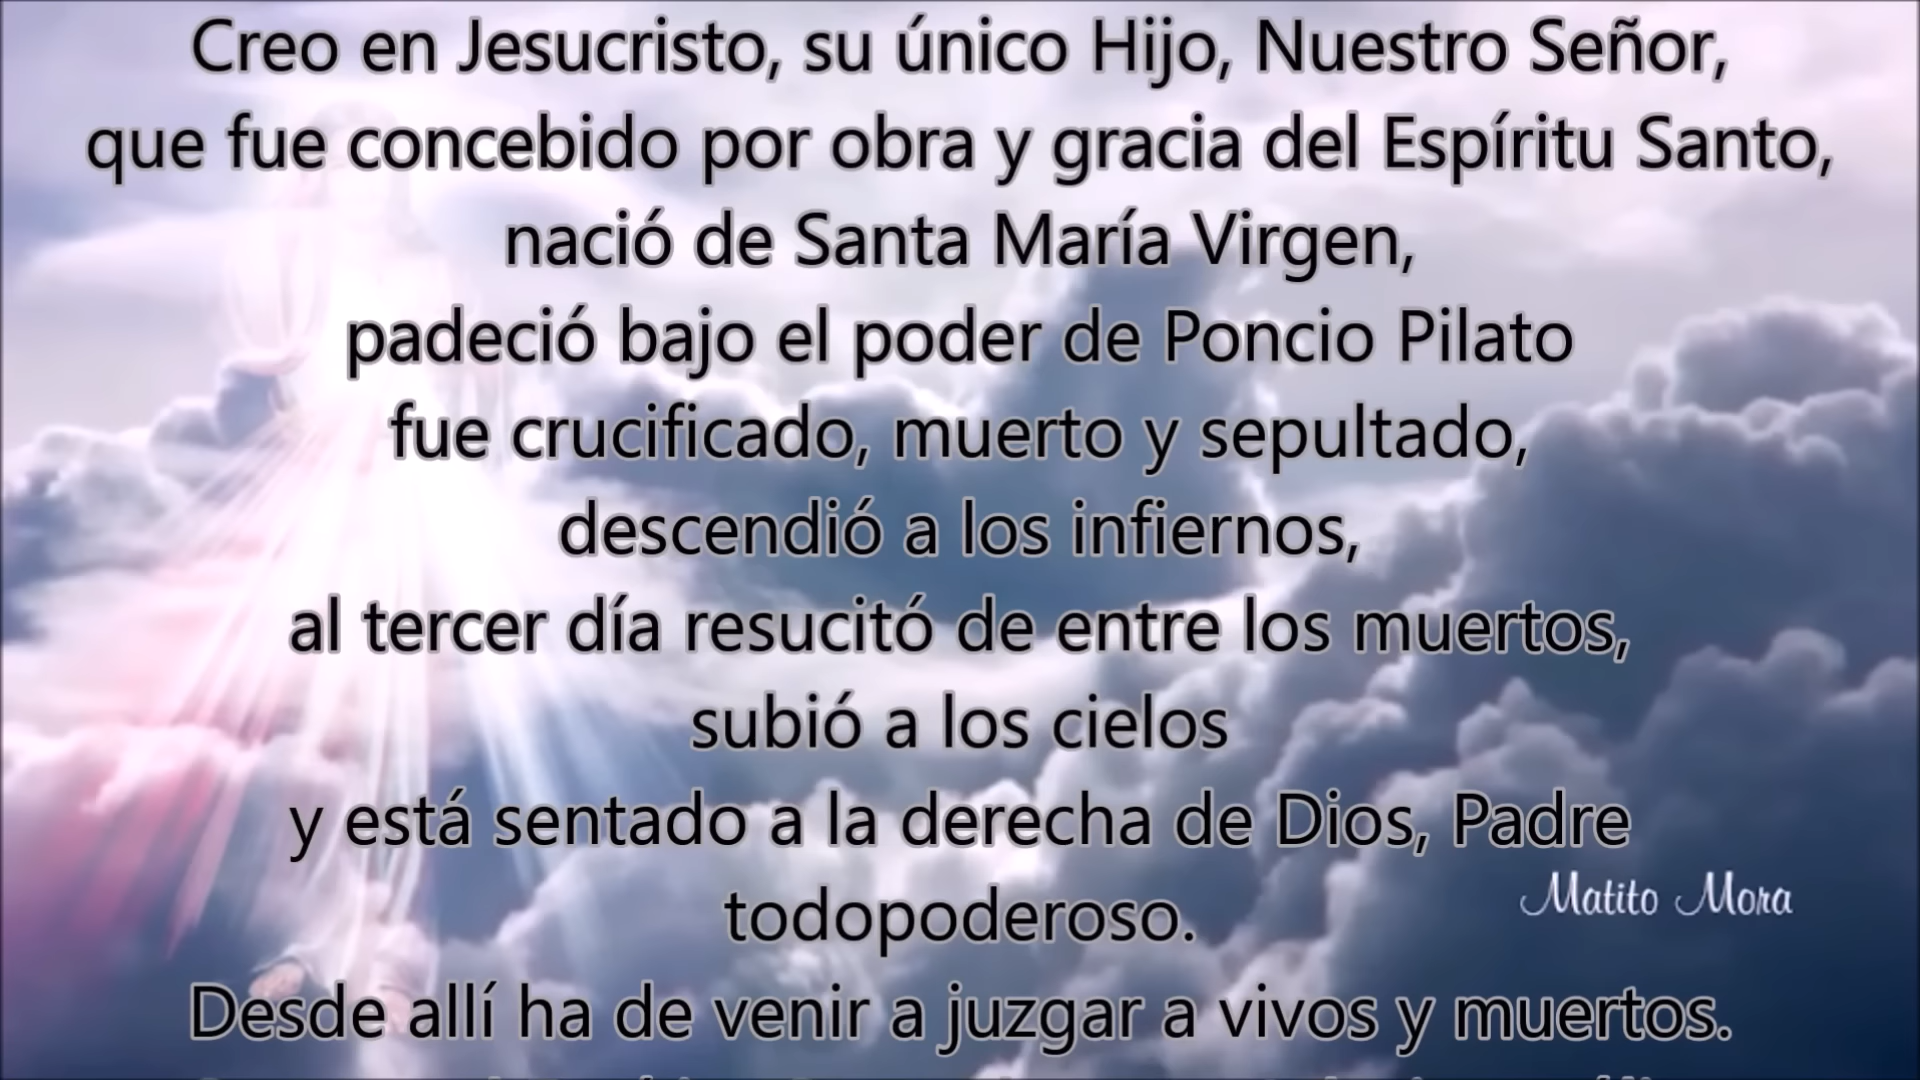 Creo en Jesucristo, su único Hijo, Nuestro Señor,
que fue concebido por obra y gracia del Espíritu Santo,
nació de Santa María Virgen,
padeció bajo el poder de Poncio Pilato
fue crucificado, muerto y sepultado,
descendió a los infiernos,
al tercer día resucitó de entre los muertos,
subió a los cielos
y está sentado a la derecha de Dios, Padre
todopoderoso.
Matito Mora
Desde allí ha de venir a juzgar a vivos y muertos.